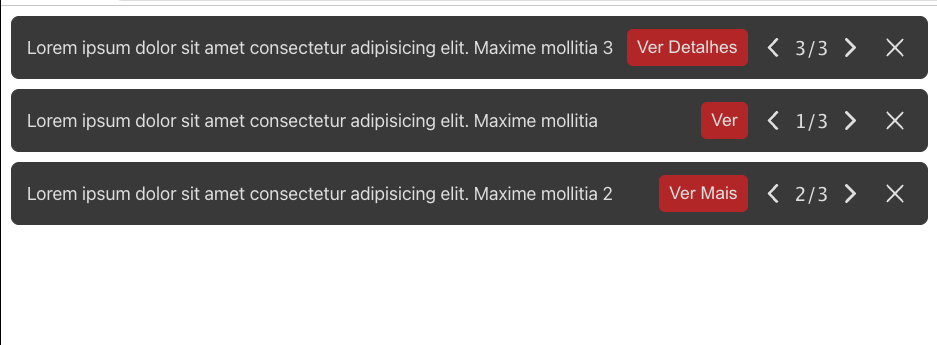 Lorem ipsum dolor sit amet consectetur adipisicing elit. Maxime mollitia 3 Ver Detalhes 3/3
Lorem ipsum dolor sit amet consectetur adipisicing elit. Maxime mollitia Ver 1/3
Lorem ipsum dolor sit amet consectetur adipisicing elit. Maxime mollitia 2 Ver Mais 2/3